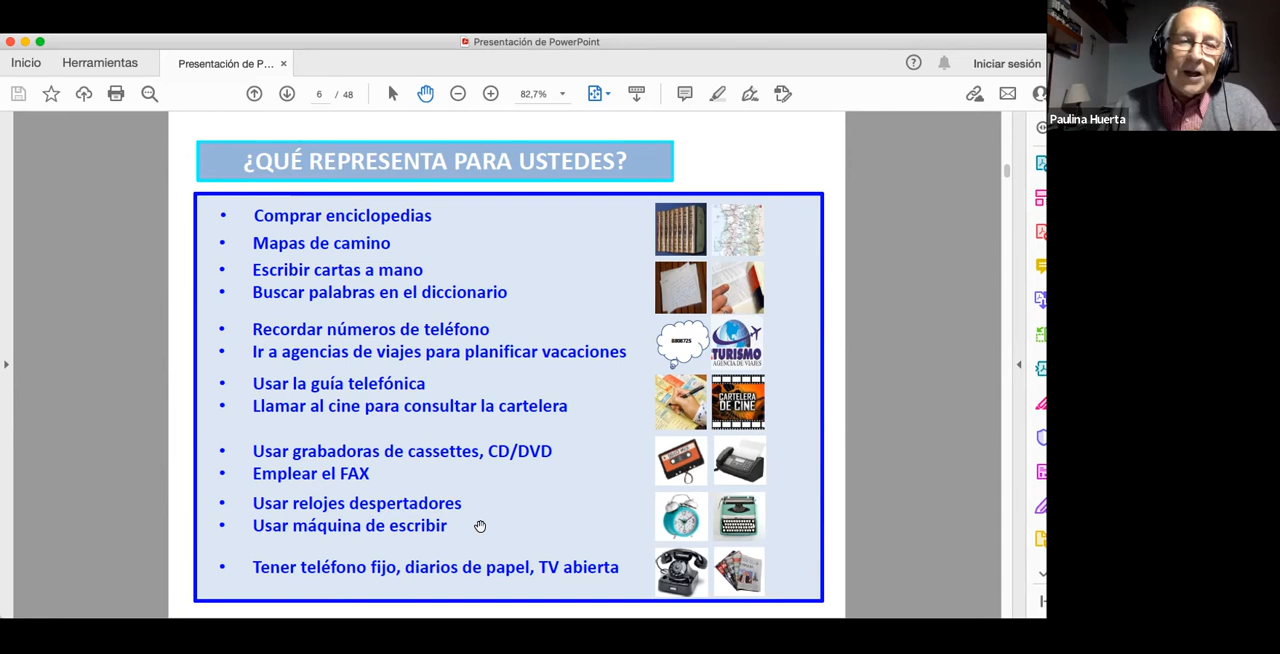 Presentación de PowerPoint
Inicio
Herramientas
Presentación de P...
Iniciar sesión
6 / 48
82,7%
Paulina Huerta
¿QUÉ REPRESENTA PARA USTEDES?
• Comprar enciclopedias
• Mapas de camino
• Escribir cartas a mano
• Buscar palabras en el diccionario
• Recordar números de teléfono
• Ir a agencias de viajes para planificar vacaciones
• Usar la guía telefónica
• Llamar al cine para consultar la cartelera
• Usar grabadoras de cassettes, CD/DVD
• Emplear el FAX
• Usar relojes despertadores
• Usar máquina de escribir
• Tener teléfono fijo, diarios de papel, TV abierta
TURISMO
AGENCIA DE VIAJES
CARTELERA
DE CINE